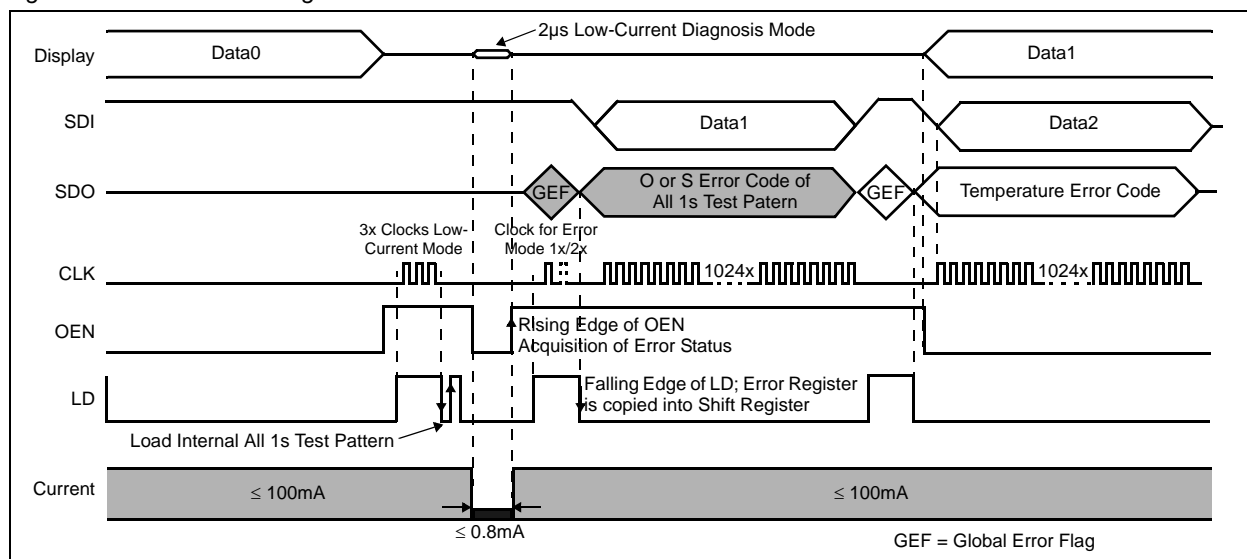 2µs Low-Current Diagnosis Mode
Display
Data0
Data1
SDI
Data1
Data2
SDO
GEF
O or S Error Code of
All 1s Test Patern
GEF
Temperature Error Code
3x Clocks Low-
Current Mode
Clock for Error
Mode 1x/2x
CLK
1024x
1024x
OEN
Rising Edge of OEN
Acquisition of Error Status
LD
Falling Edge of LD; Error Register
is copied into Shift Register
Load Internal All 1s Test Pattern
Current
≤ 100mA
≤ 100mA
≤ 0.8mA
GEF = Global Error Flag